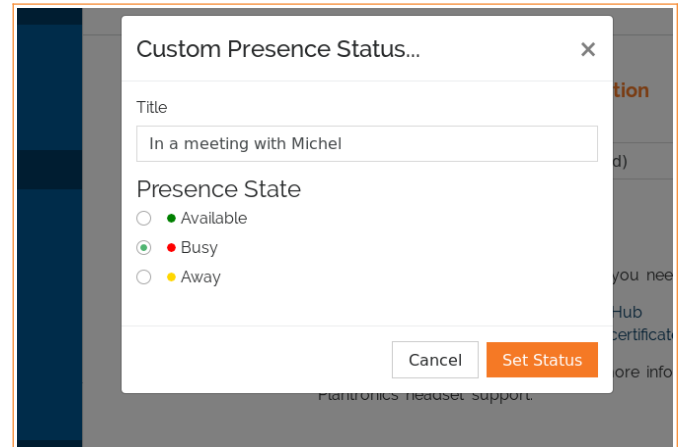 Custom Presence Status...
×
tion
Title
In a meeting with Michel
d)
Presence State
Available
Busy
Away
you nee
Hub
certificat
Cancel
Set Status
ore info
Plantronics headset support.